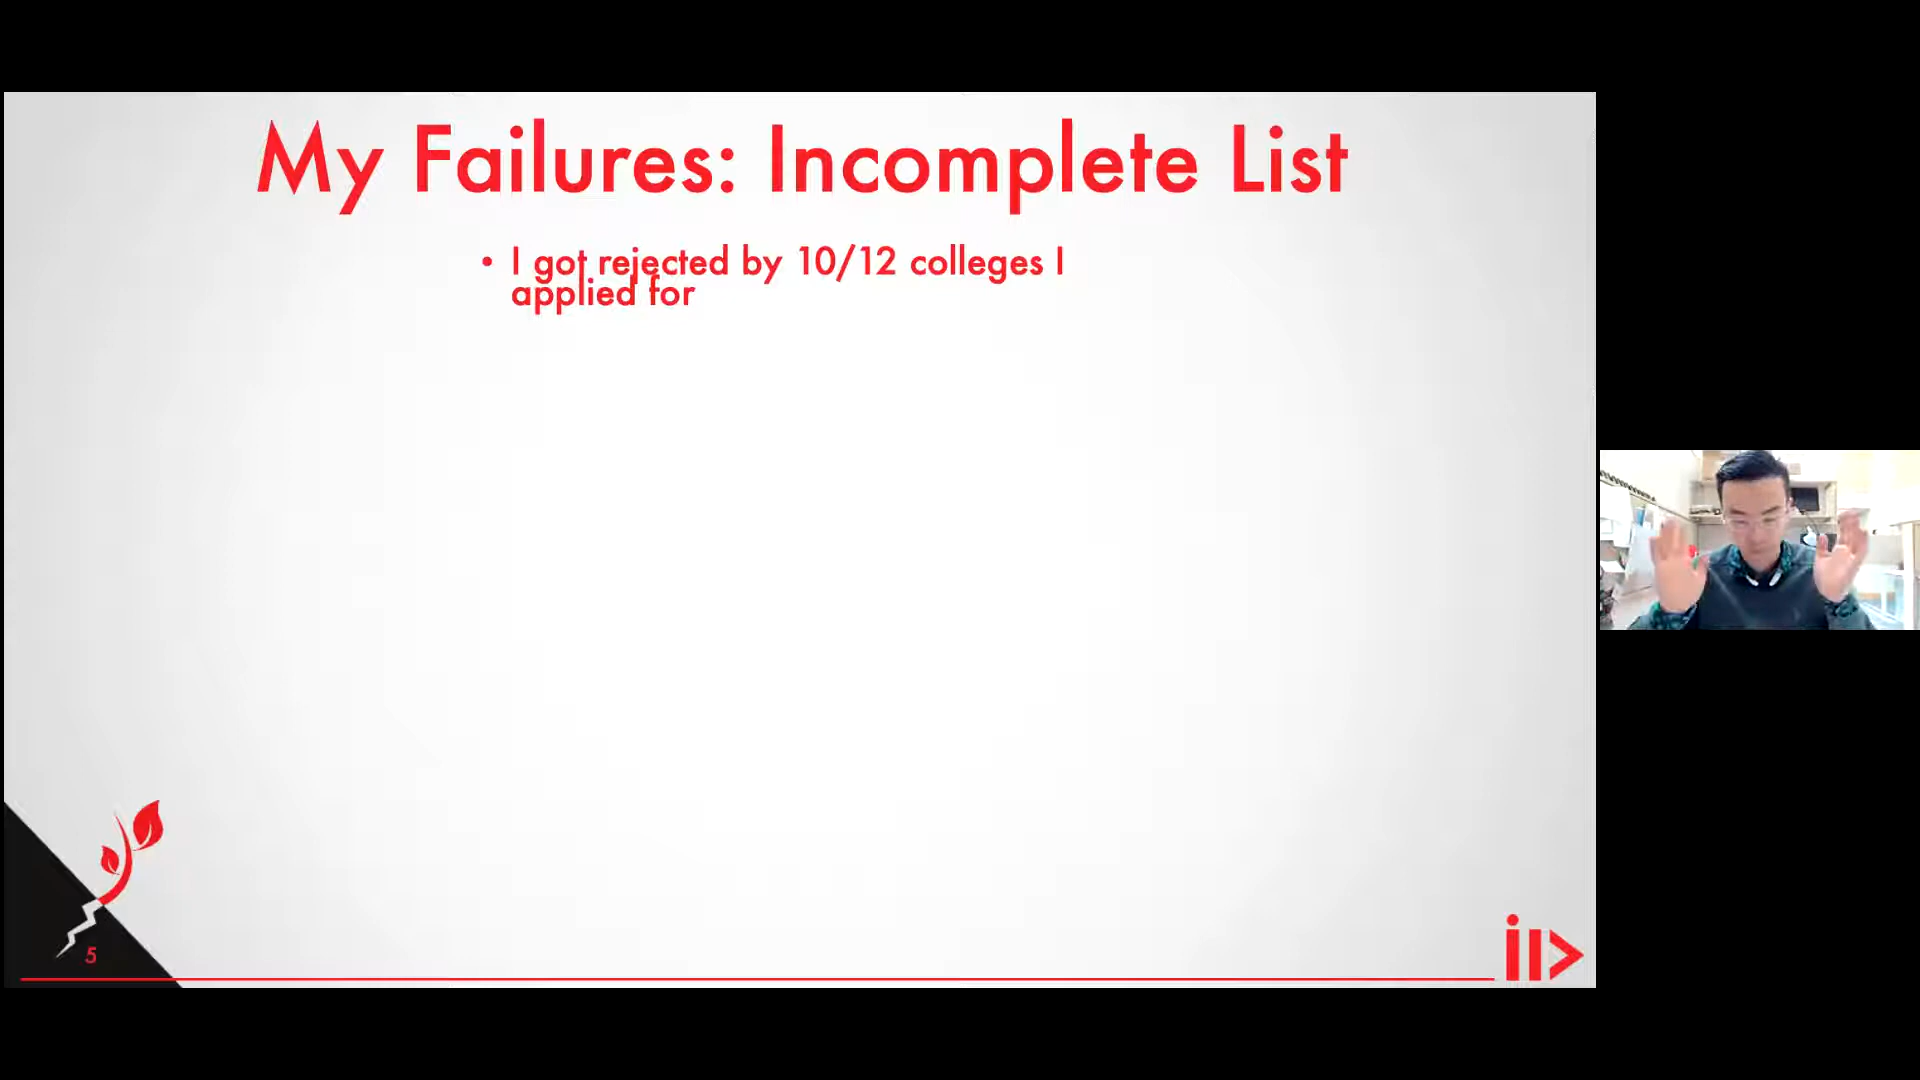 My Failures: Incomplete List
• I got rejected by 10/12 colleges I
applied for
5